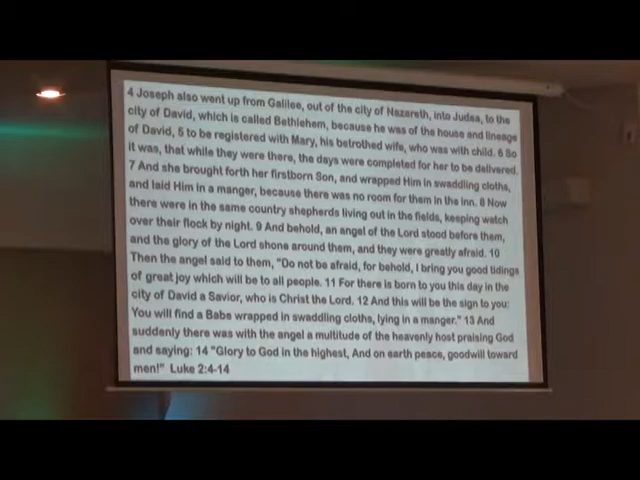 4 Joseph also went up from Galilee, out of the city of Nazareth, into Judea, to the
city of David, which is called Bethlehem, because he was of the house and lineage
of David, 5 to be registered with Mary, his betrothed wife, who was with child. 6 So
it was, that while they were there, the days were completed for her to be delivered.
7 And she brought forth her firstborn Son, and wrapped Him in swaddling cloths,
and laid Him in a manger, because there was no room for them in the inn. 8 Now
there were in the same country shepherds living out in the fields, keeping watch
over their flock by night. 9 And behold, an angel of the Lord stood before them,
and the glory of the Lord shone around them, and they were greatly afraid. 10
Then the angel said to them, "Do not be afraid, for behold, I bring you good tidings
of great joy which will be to all people. 11 For there is born to you this day in the
city of David a Savior, who is Christ the Lord. 12 And this will be the sign to you:
You will find a Babe wrapped in swaddling cloths, lying in a manger." 13 And
suddenly there was with the angel a multitude of the heavenly host praising God
and saying: 14 "Glory to God in the highest, And on earth peace, goodwill toward
men!" Luke 2:4-14